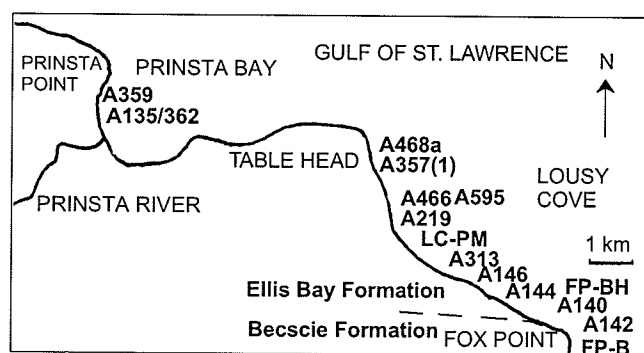 GULF OF ST. LAWRENCE
PRINSTA
POINT
PRINSTA BAY
N
A359
A135/362
TABLE HEAD
A468a
A357(1)
PRINSTA RIVER
LOUSY
COVE
A466 A595
A219
LC-PM
1 km
A313
A146
FP-BH
Ellis Bay Formation
A144
A140
Becscie Formation
A142
FOX POINT
FP-B